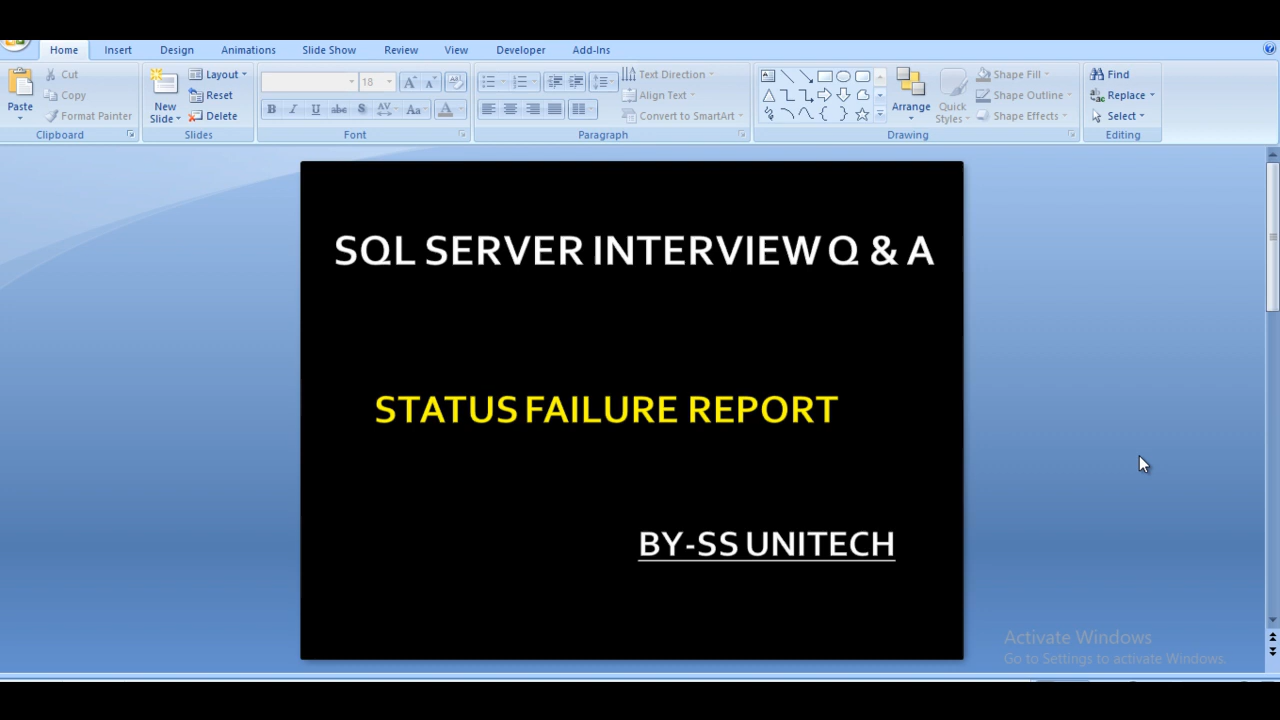 Home Insert Design Animations Slide Show Review View Developer Add-Ins
Cut Layout 18 Text Direction Shape Fill Find
Copy Reset Align Text Shape Outline Replace
Paste Format Painter New Slide Delete B I U abc S AV Aa A Convert to SmartArt Arrange Quick Styles Shape Effects Select
Clipboard Slides Font Paragraph Drawing Editing
SQL SERVER INTERVIEW Q & A
STATUS FAILURE REPORT
BY-SS UNITECH
Activate Windows
Go to Settings to activate Windows.